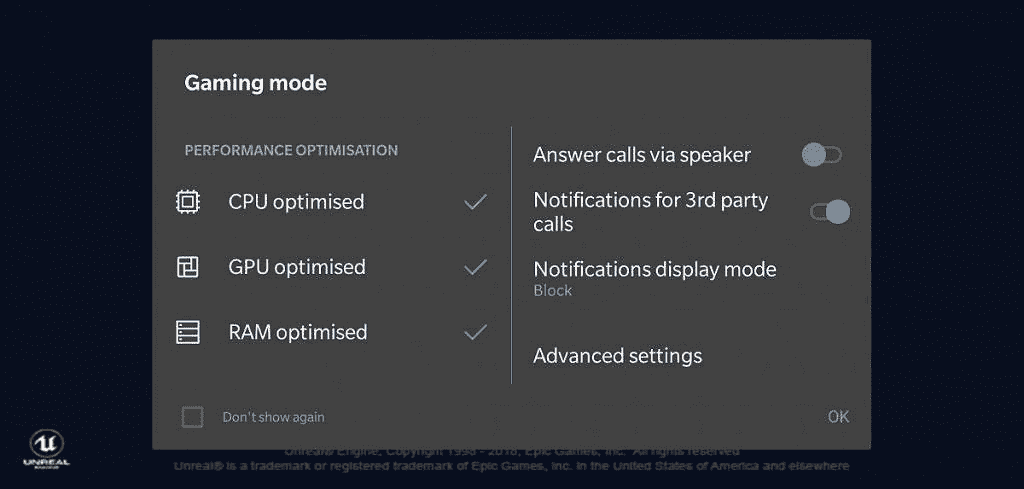 Gaming mode
PERFORMANCE OPTIMISATION
CPU optimised
GPU optimised
RAM optimised
Answer calls via speaker
Notifications for 3rd party
calls
Notifications display mode
Block
Advanced settings
Don't show again
OK
UNREAL
Unreal® Engine, Copyright 1998 - 2018, Epic Games, Inc. All rights reserved
Unreal® is a trademark or registered trademark of Epic Games, Inc. in the United States of America and elsewhere